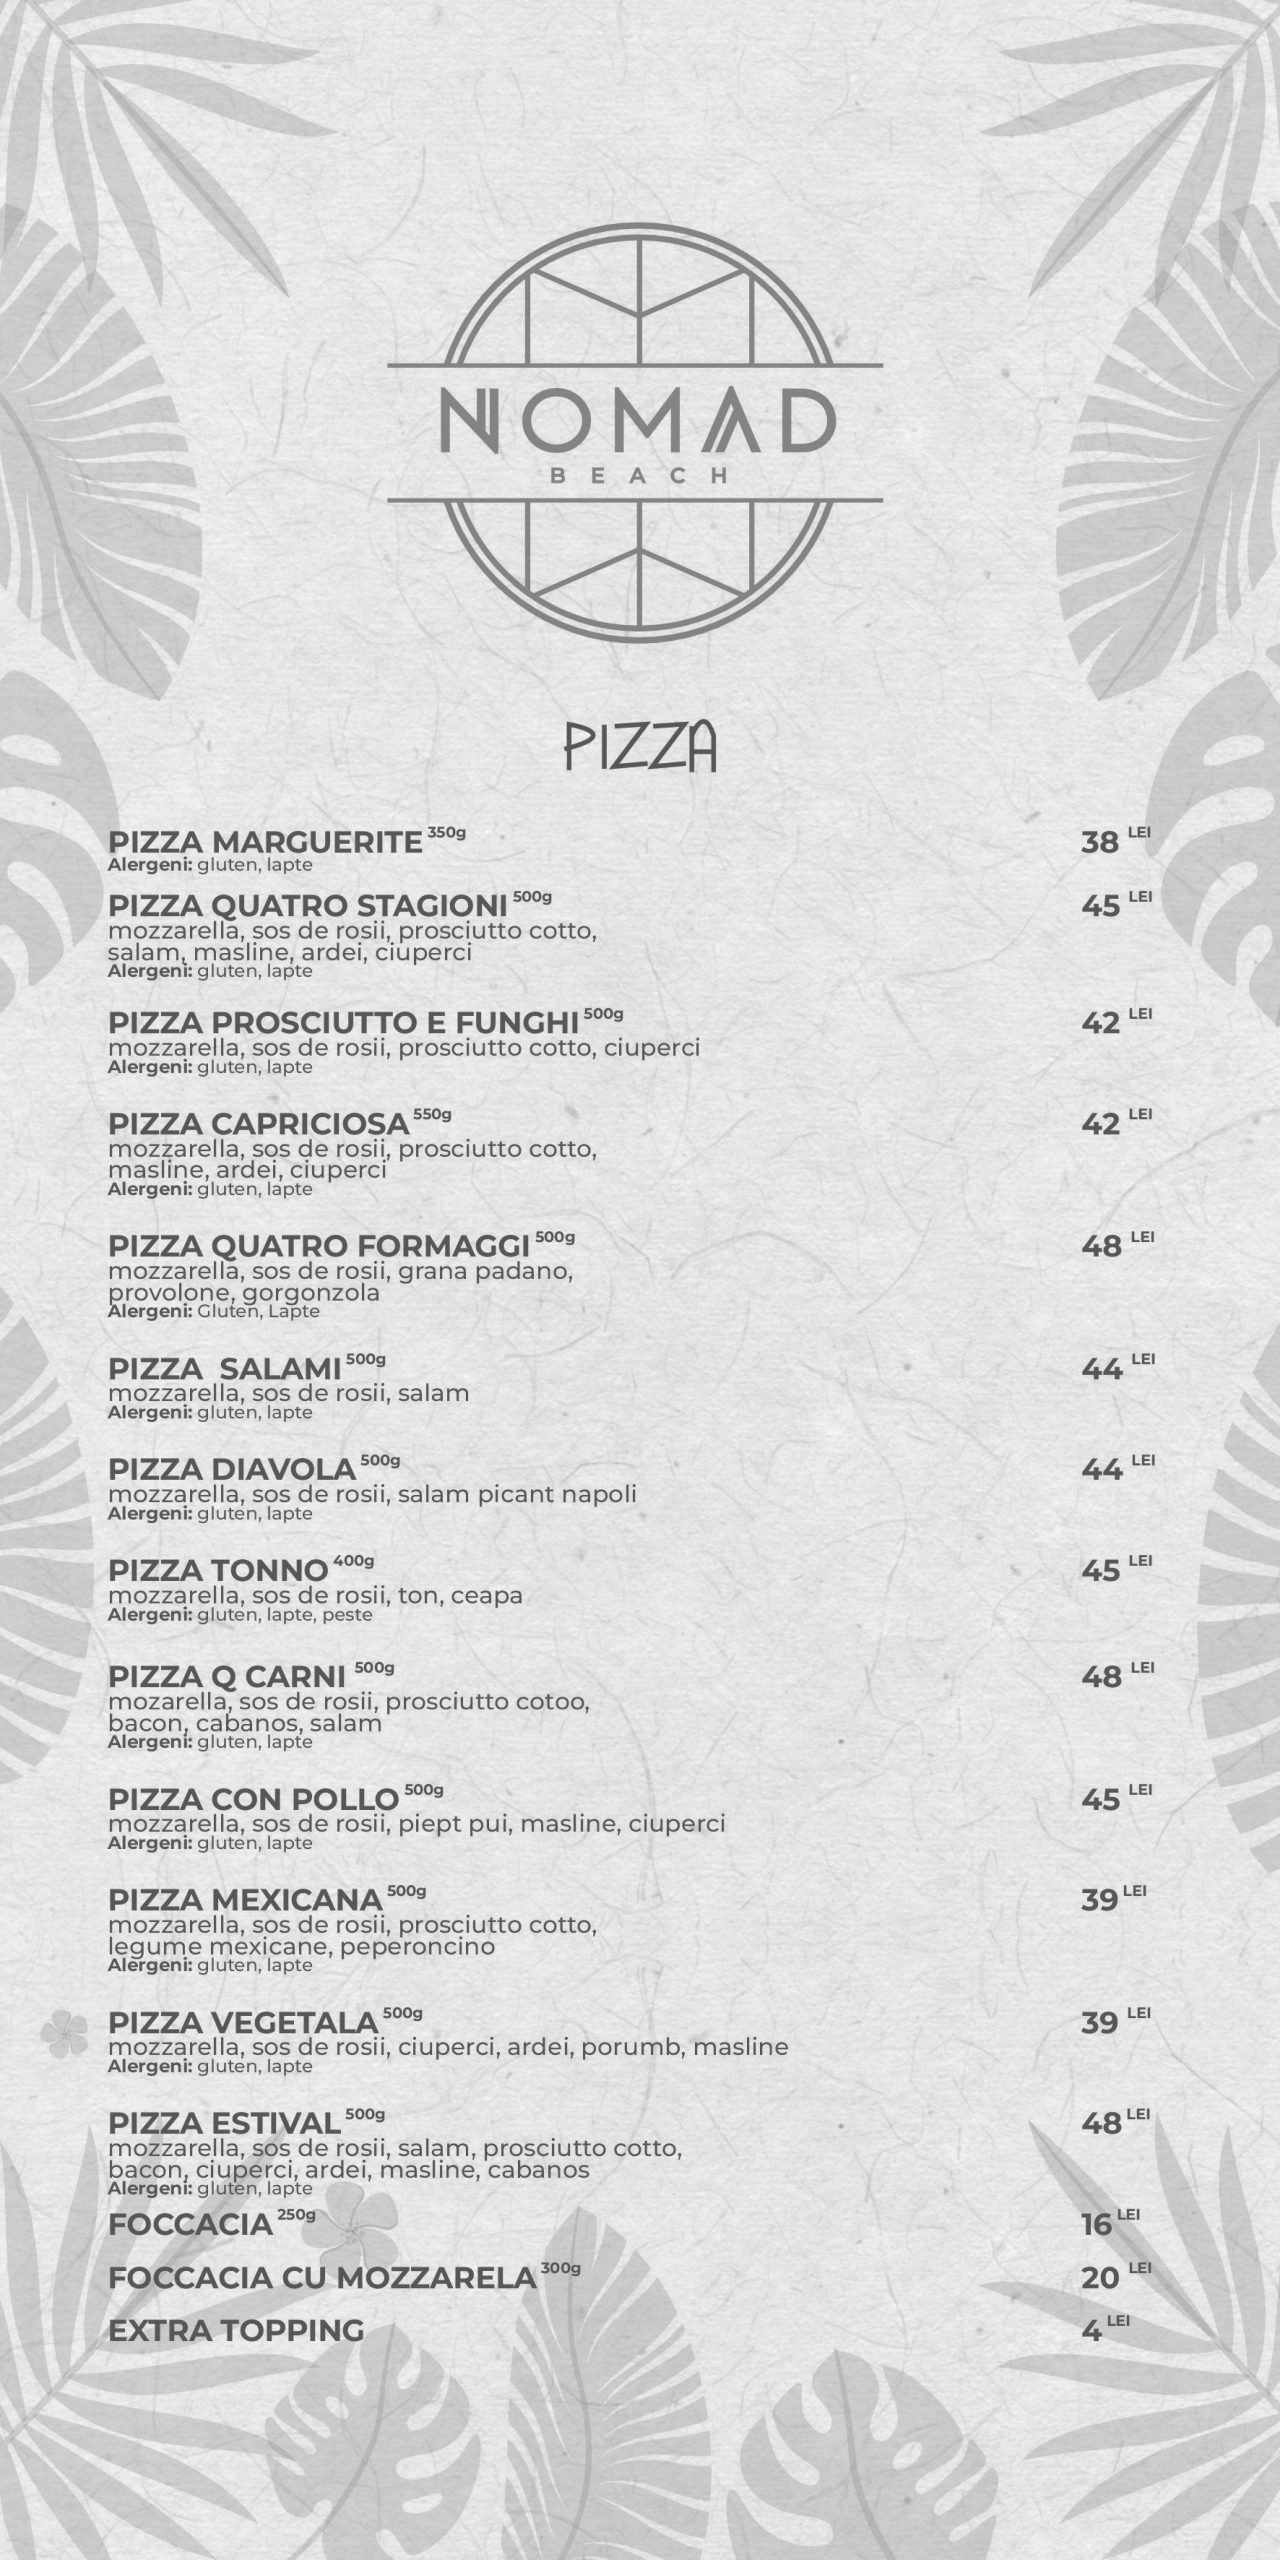 NOMAD
BEACH
PIZZA
PIZZA MARGUERITE 350g 38 LEI
Alergeni: gluten, lapte
PIZZA QUATRO STAGIONI 500g 45 LEI
mozzarella, sos de rosii, prosciutto cotto,
salam, masline, ardei, ciuperci
Alergeni: gluten, lapte
PIZZA PROSCIUTTO E FUNGHI 500g 42 LEI
mozzarella, sos de rosii, prosciutto cotto, ciuperci
Alergeni: gluten, lapte
PIZZA CAPRICIOSA 550g 42 LEI
mozzarella, sos de rosii, prosciutto cotto,
masline, ardei, ciuperci
Alergeni: gluten, lapte
PIZZA QUATRO FORMAGGI 500g 48 LEI
mozzarella, sos de rosii, grana padano,
provolone, gorgonzola
Alergeni: Gluten, Lapte
PIZZA SALAMI 500g 44 LEI
mozzarella, sos de rosii, salam
Alergeni: gluten, lapte
PIZZA DIAVOLA 500g 44 LEI
mozzarella, sos de rosii, salam picant napoli
Alergeni: gluten, lapte
PIZZA TONNO 400g 45 LEI
mozzarella, sos de rosii, ton, ceapa
Alergeni: gluten, lapte, peste
PIZZA Q CARNI 500g 48 LEI
mozarella, sos de rosii, prosciutto cotoo,
bacon, cabanos, salam
Alergeni: gluten, lapte
PIZZA CON POLLO 500g 45 LEI
mozzarella, sos de rosii, piept pui, masline, ciuperci
Alergeni: gluten, lapte
PIZZA MEXICANA 500g 39 LEI
mozzarella, sos de rosii, prosciutto cotto,
legume mexicane, peperoncino
Alergeni: gluten, lapte
PIZZA VEGETALA 500g 39 LEI
mozzarella, sos de rosii, ciuperci, ardei, porumb, masline
Alergeni: gluten, lapte
PIZZA ESTIVAL 500g 48 LEI
mozzarella, sos de rosii, salam, prosciutto cotto,
bacon, ciuperci, ardei, masline, cabanos
Alergeni: gluten, lapte
FOCCACIA 250g 16 LEI
FOCCACIA CU MOZZARELA 300g 20 LEI
EXTRA TOPPING 4 LEI